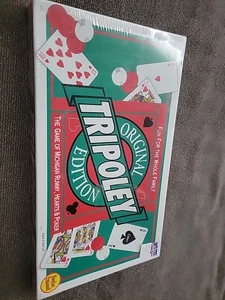 FUN FOR THE WHOLE FAMILY
ORIGINAL
TRIPOLEY
EDITION
THE GAME OF MICHIGAN RUMMY, HEARTS & POKER